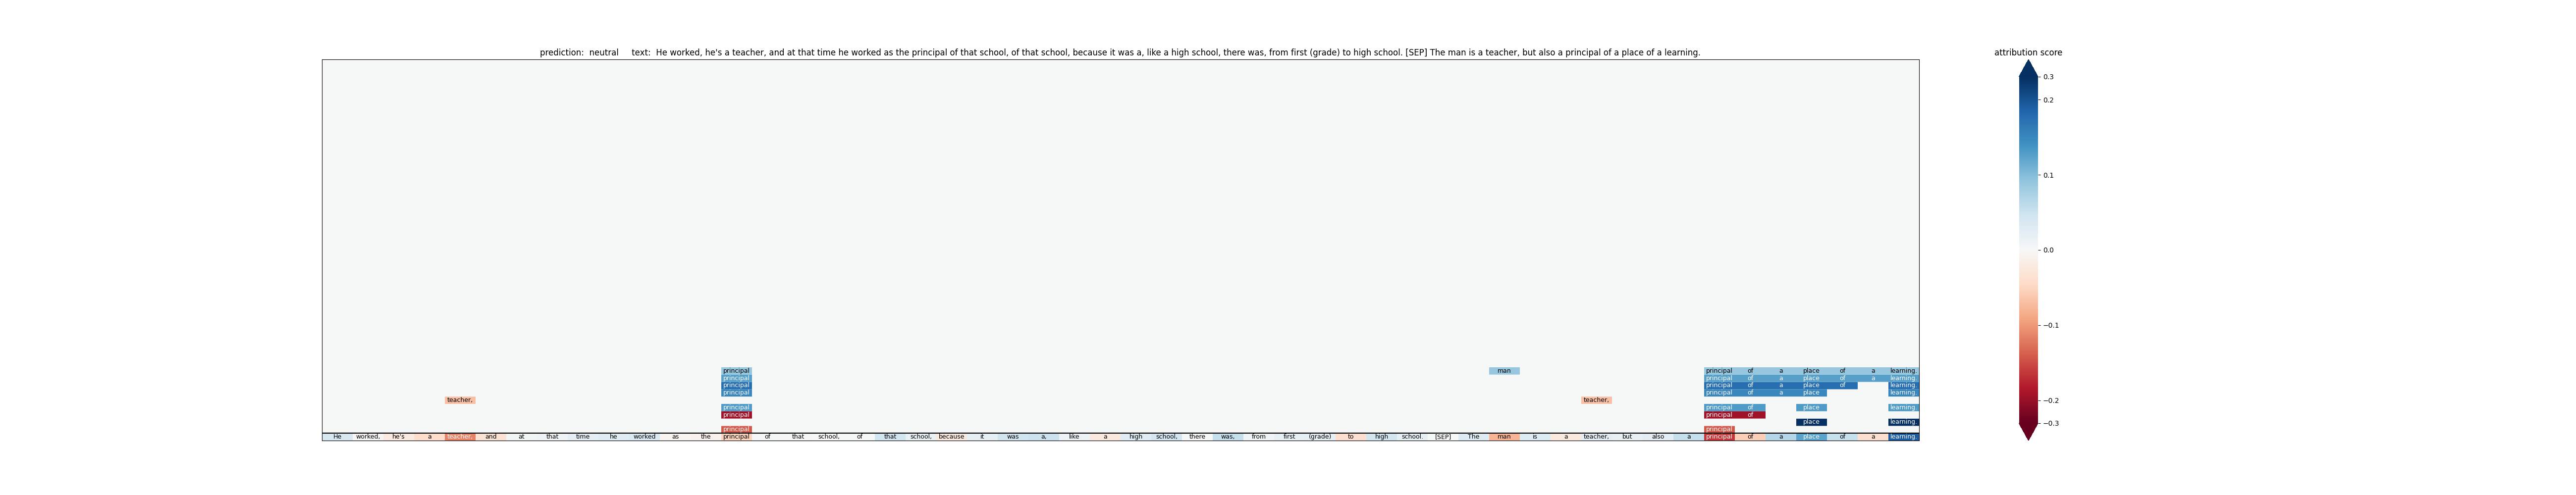 prediction:  neutral     text:  He worked, he's a teacher, and at that time he worked as the principal of that school, of that school, because it was a, like a high school, there was, from first (grade) to high school. [SEP] The man is a teacher, but also a principal of a place of a learning.
attribution score
0.3
0.2
0.1
0.0
−0.1
−0.2
−0.3
principal man principal of a place of a learning.
principal principal of a place of a learning.
principal principal of a place of learning.
principal principal of a place learning.
teacher, teacher,
principal principal of place learning.
principal principal of
place learning.
principal principal
He worked, he's a teacher, and at that time he worked as the principal of that school, of that school, because it was a, like a high school, there was, from first (grade) to high school. [SEP] The man is a teacher, but also a principal of a place of a learning.